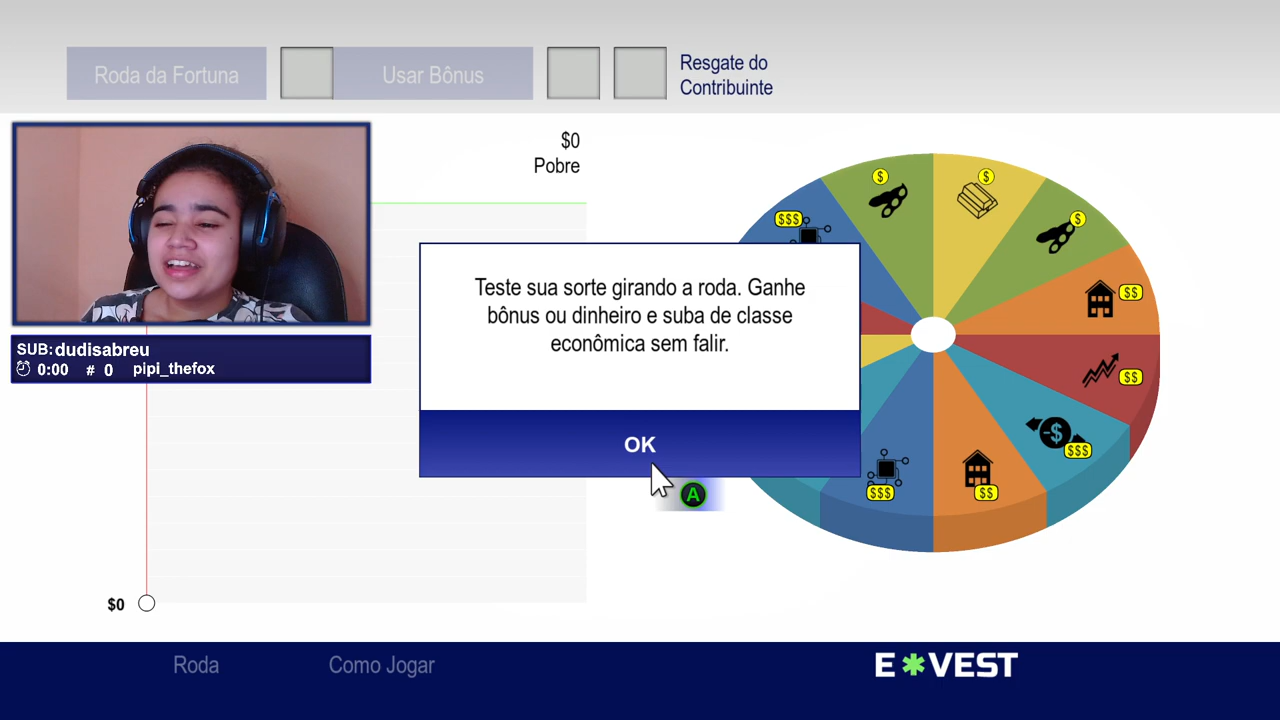 Roda da Fortuna
Usar Bônus
Resgate do
Contribuinte
$0
Pobre
$
$
$
$$$
$$
$$
$$$
$$
$$$
-$
Teste sua sorte girando a roda. Ganhe
bônus ou dinheiro e suba de classe
econômica sem falir.
OK
A
SUB:dudisabreu
0:00 # 0 pipi_thefox
$0
Roda
Como Jogar
E*VEST